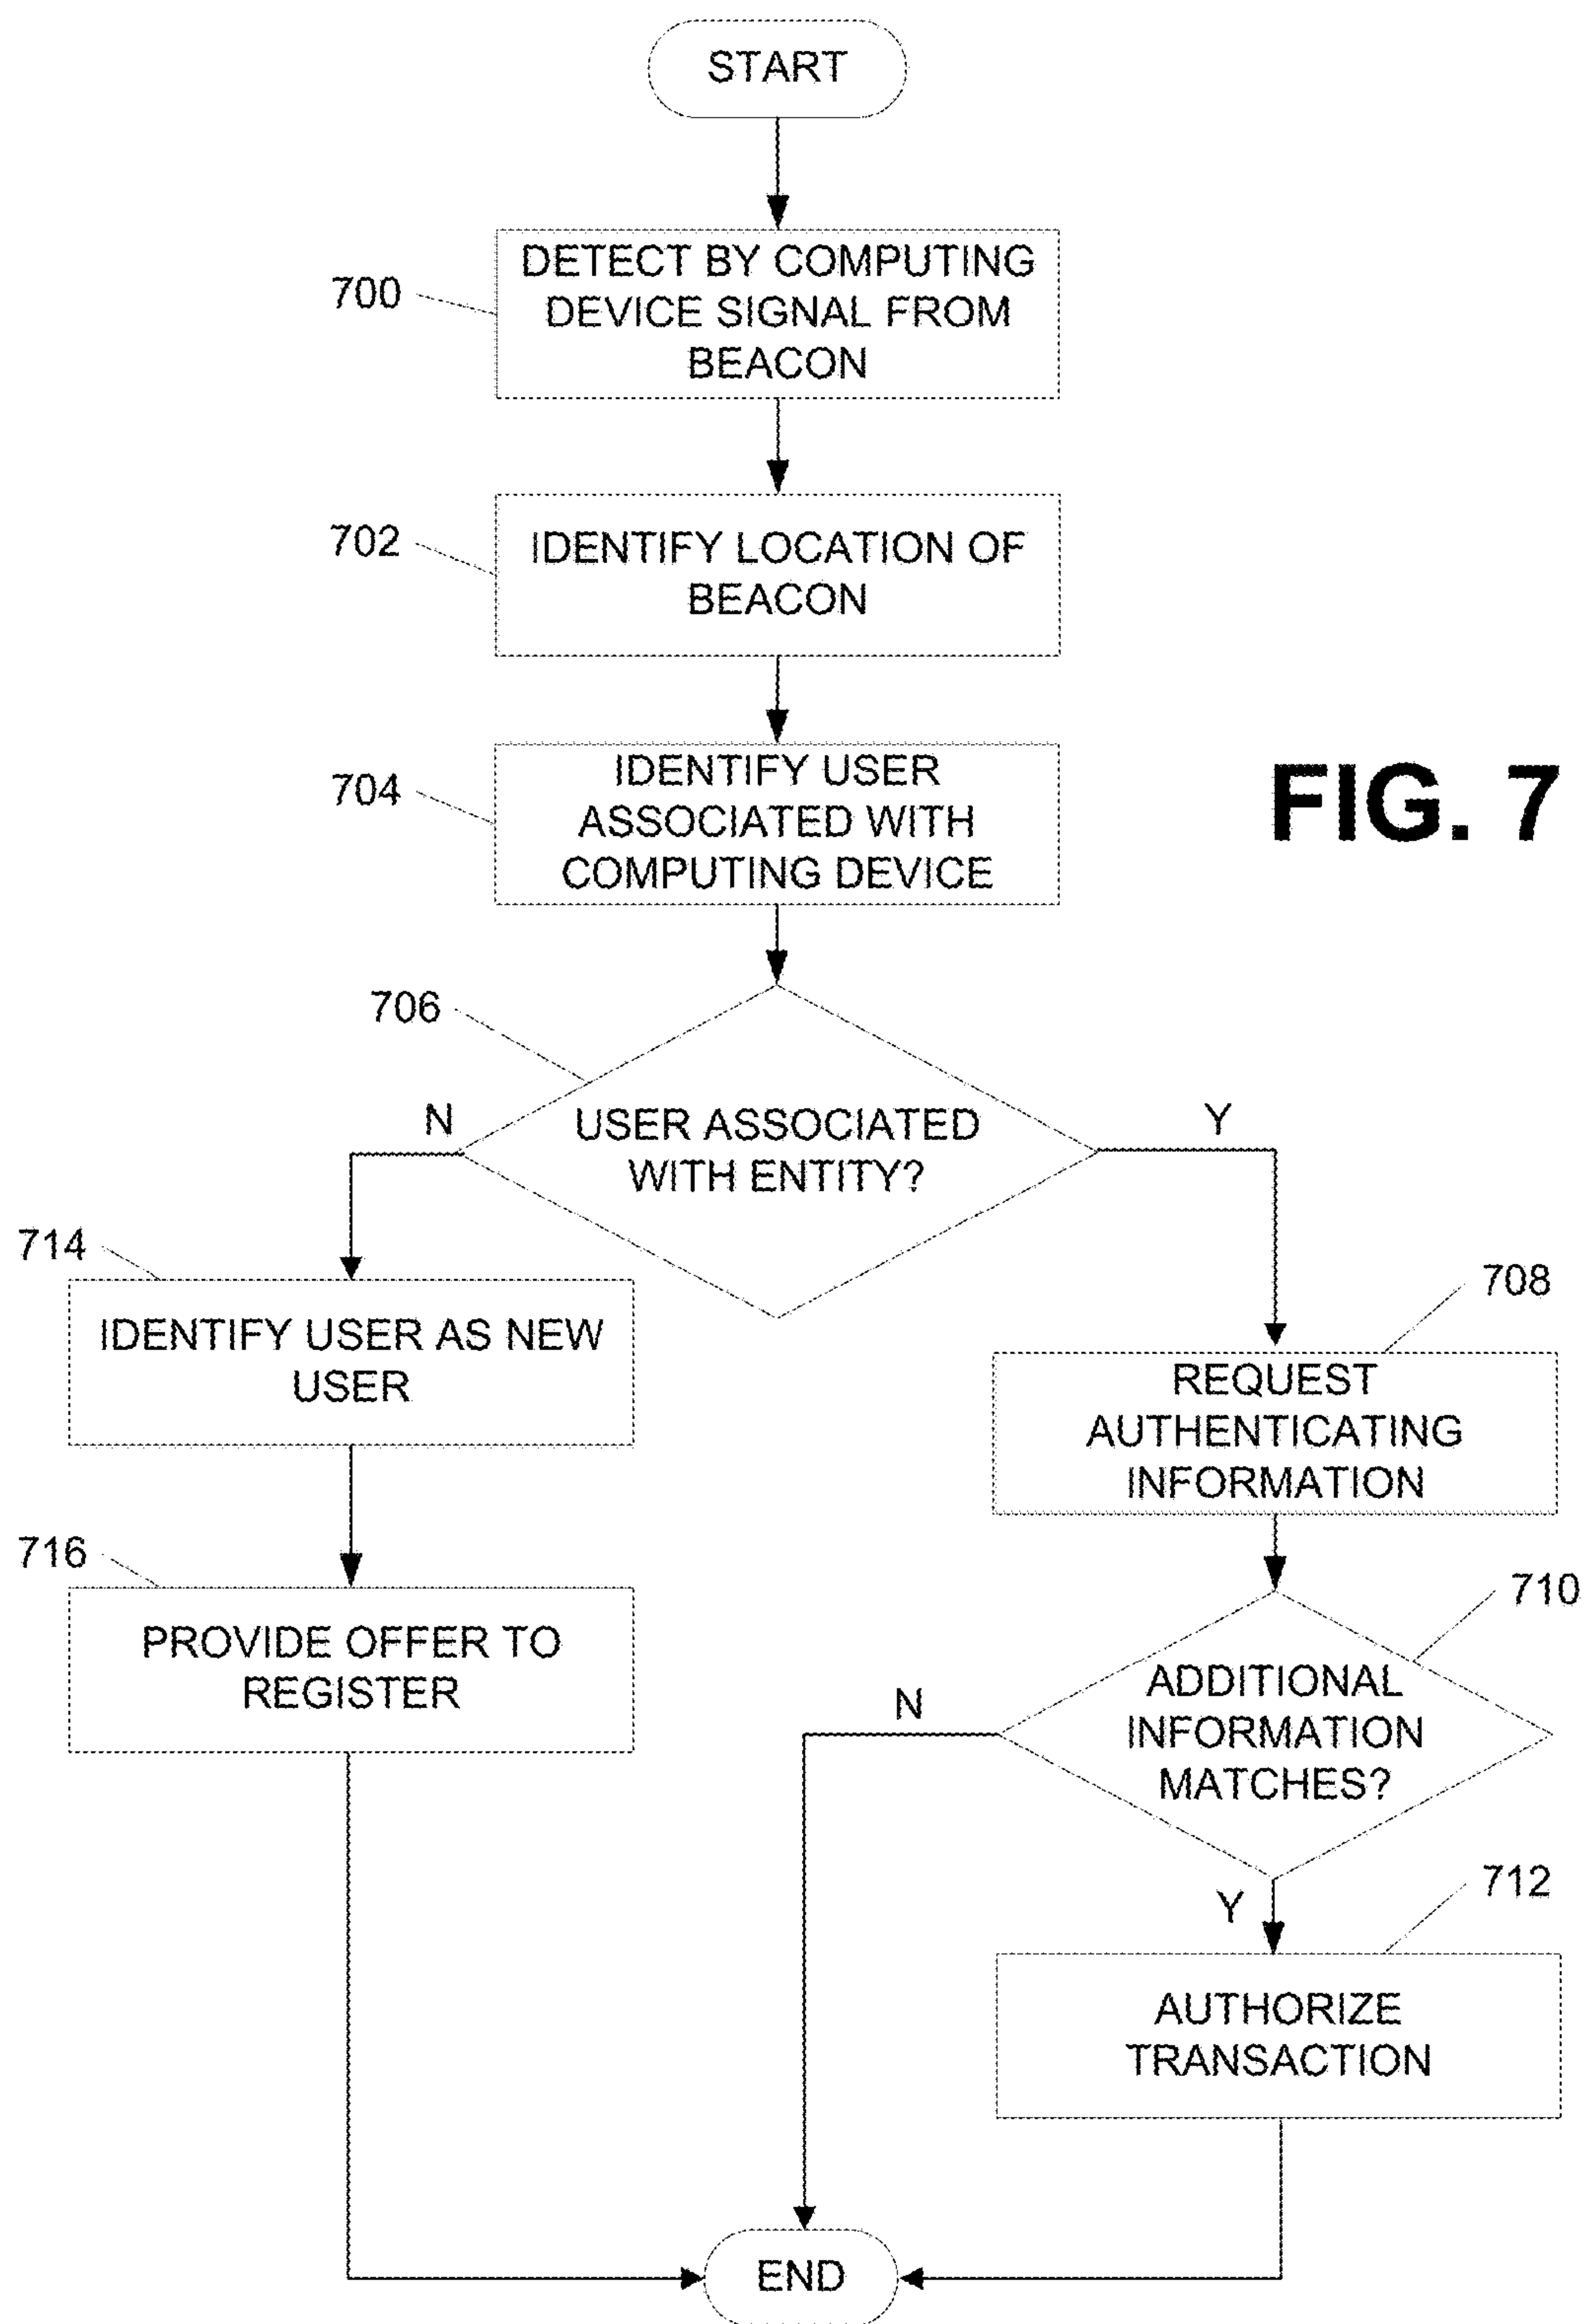 START
700
DETECT BY COMPUTING
DEVICE SIGNAL FROM
BEACON
702
IDENTIFY LOCATION OF
BEACON
704
IDENTIFY USER
ASSOCIATED WITH
COMPUTING DEVICE
FIG. 7
706
USER ASSOCIATED
WITH ENTITY?
N
Y
714
IDENTIFY USER AS NEW
USER
708
REQUEST
AUTHENTICATING
INFORMATION
716
PROVIDE OFFER TO
REGISTER
710
ADDITIONAL
INFORMATION
MATCHES?
N
Y
712
AUTHORIZE
TRANSACTION
END